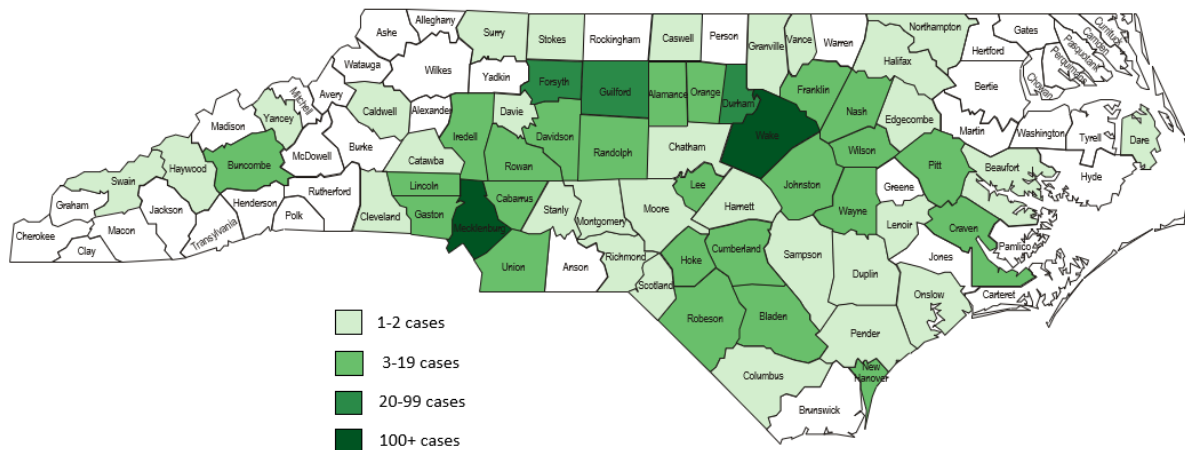 Ashe
Alleghany
Surry
Stokes
Rockingham
Caswell
Person
Granville
Vance
Warren
Northampton
Hertford
Gates
Currituck
Camden
Pasquotank
Perquimans
Chowan
Watauga
Wilkes
Yadkin
Forsyth
Guilford
Alamance
Orange
Durham
Franklin
Nash
Halifax
Bertie
Mitchell
Avery
Caldwell
Alexander
Davie
Iredell
Davidson
Randolph
Chatham
Wake
Edgecombe
Martin
Washington
Tyrrell
Dare
Madison
Yancey
McDowell
Burke
Catawba
Rowan
Wilson
Pitt
Beaufort
Hyde
Swain
Haywood
Buncombe
Rutherford
Lincoln
Cabarrus
Stanly
Montgomery
Moore
Lee
Harnett
Johnston
Wayne
Greene
Lenoir
Craven
Pamlico
Graham
Jackson
Henderson
Polk
Cleveland
Gaston
Mecklenburg
Cherokee
Macon
Clay
Transylvania
Union
Anson
Richmond
Scotland
Hoke
Cumberland
Sampson
Duplin
Jones
Carteret
Onslow
Robeson
Bladen
Pender
Columbus
New
Hanover
Brunswick
1-2 cases
3-19 cases
20-99 cases
100+ cases